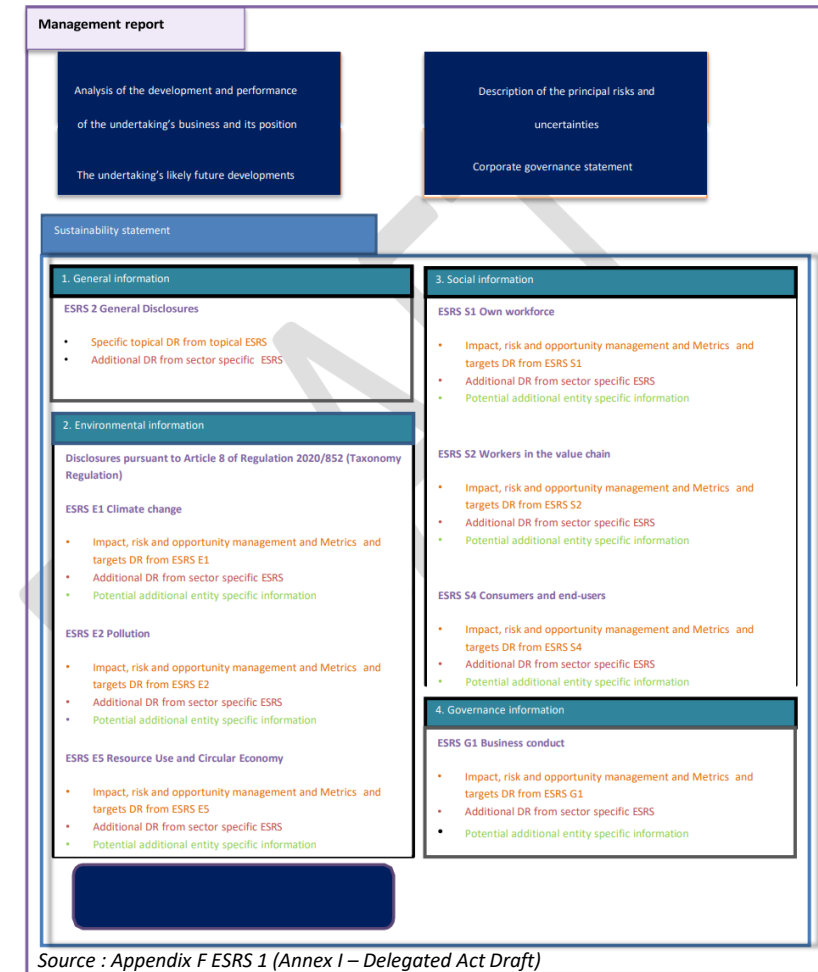 Management report
Analysis of the development and performance
of the undertaking's business and its position
The undertaking's likely future developments
Description of the principal risks and
uncertainties
Corporate governance statement
Sustainability statement
1. General information
ESRS 2 General Disclosures
• Specific topical DR from topical ESRS
• Additional DR from sector specific ESRS
2. Environmental information
Disclosures pursuant to Article 8 of Regulation 2020/852 (Taxonomy
Regulation)
ESRS E1 Climate change
• Impact, risk and opportunity management and Metrics and
targets DR from ESRS E1
• Additional DR from sector specific ESRS
• Potential additional entity specific information
ESRS E2 Pollution
• Impact, risk and opportunity management and Metrics and
targets DR from ESRS E2
• Additional DR from sector specific ESRS
• Potential additional entity specific information
ESRS E5 Resource Use and Circular Economy
• Impact, risk and opportunity management and Metrics and
targets DR from ESRS E5
• Additional DR from sector specific ESRS
• Potential additional entity specific information
3. Social information
ESRS S1 Own workforce
• Impact, risk and opportunity management and Metrics and
targets DR from ESRS S1
• Additional DR from sector specific ESRS
• Potential additional entity specific information
ESRS S2 Workers in the value chain
• Impact, risk and opportunity management and Metrics and
targets DR from ESRS S2
• Additional DR from sector specific ESRS
• Potential additional entity specific information
ESRS S4 Consumers and end-users
• Impact, risk and opportunity management and Metrics and
targets DR from ESRS S4
• Additional DR from sector specific ESRS
• Potential additional entity specific information
4. Governance information
ESRS G1 Business conduct
• Impact, risk and opportunity management and Metrics and
targets DR from ESRS G1
• Additional DR from sector specific ESRS
• Potential additional entity specific information
Source : Appendix F ESRS 1 (Annex I – Delegated Act Draft)